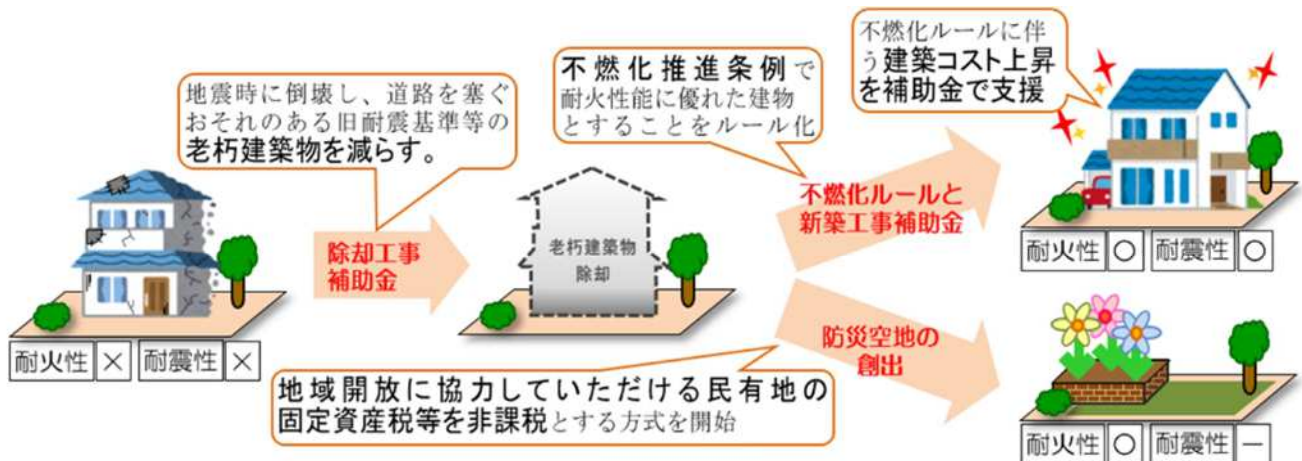 地震時に倒壊し、道路を塞ぐ
おそれのある旧耐震基準等の
老朽建築物を減らす。
不燃化推進条例で
耐火性能に優れた建物
とすることをルール化
不燃化ルールに伴
う建築コスト上昇
を補助金で支援
除却工事
補助金
老朽建築物
除却
不燃化ルールと
新築工事補助金
耐火性 ○ 耐震性 ○
耐火性 × 耐震性 ×
防災空地の
創出
地域開放に協力していただける民有地の
固定資産税等を非課税とする方式を開始
耐火性 ○ 耐震性 －